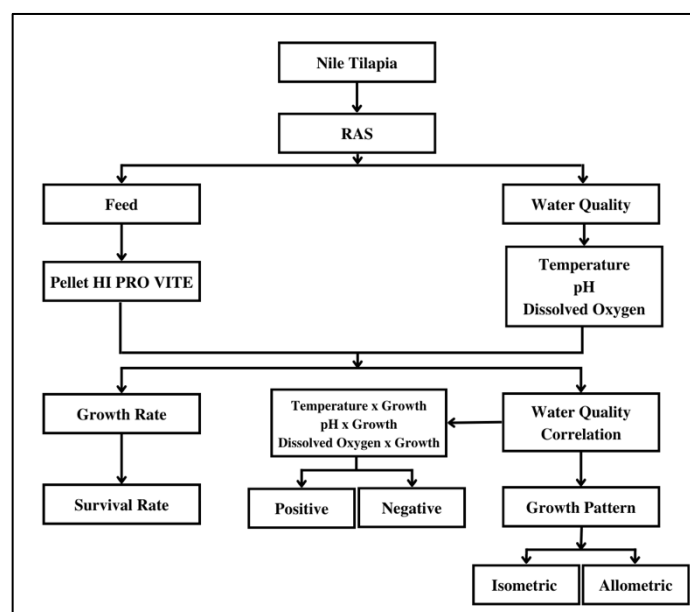 Nile Tilapia
RAS
Feed
Water Quality
Pellet HI PRO VITE
Temperature
pH
Dissolved Oxygen
Growth Rate
Temperature x Growth
pH x Growth
Dissolved Oxygen x Growth
Water Quality
Correlation
Survival Rate
Positive
Negative
Growth Pattern
Isometric
Allometric